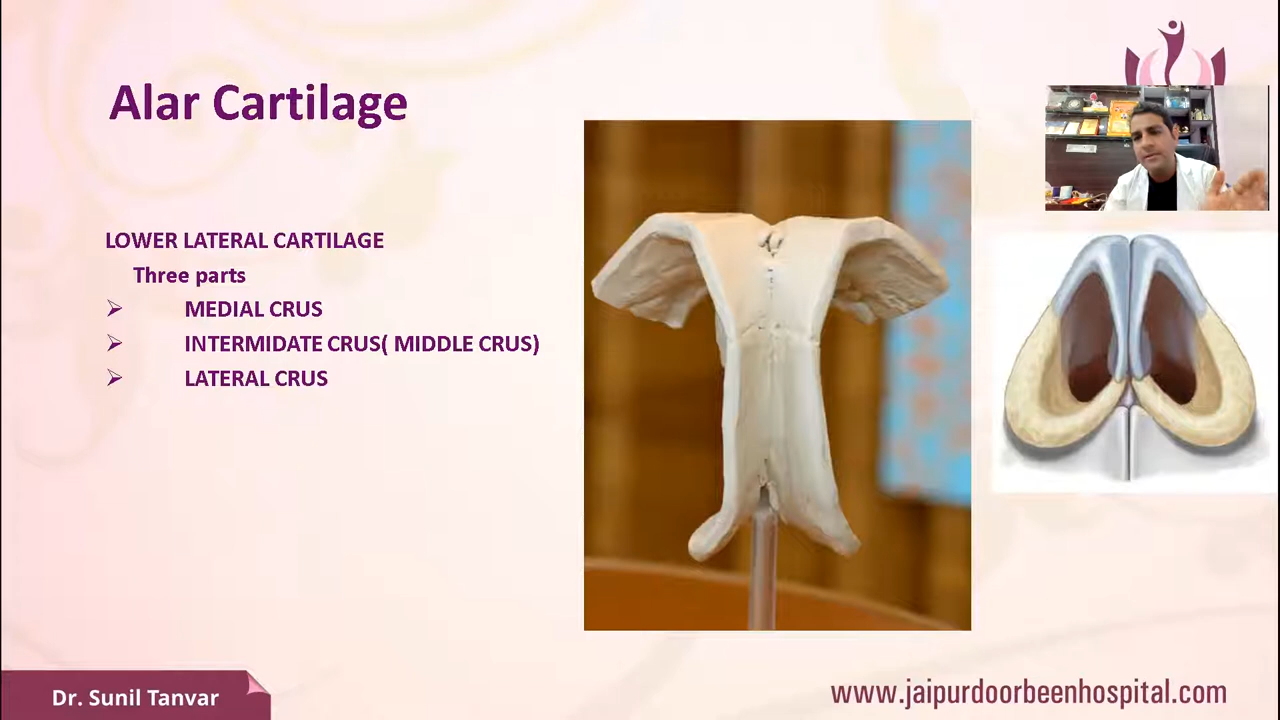 Alar Cartilage
LOWER LATERAL CARTILAGE
Three parts
➢ MEDIAL CRUS
➢ INTERMIDATE CRUS( MIDDLE CRUS)
➢ LATERAL CRUS
Dr. Sunil Tanvar
www.jaipurdoorbeenhospital.com